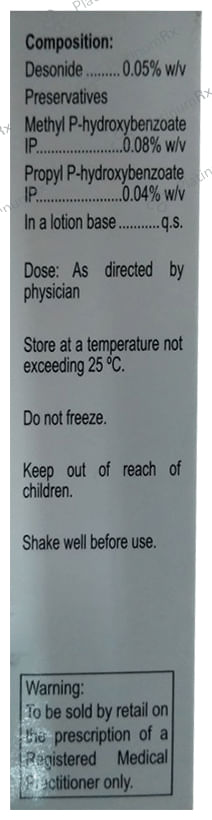 Composition:
Desonide ......... 0.05% w/v
Preservatives
Methyl P-hydroxybenzoate
IP.......................0.08% w/v
Propyl P-hydroxybenzoate
IP.......................0.04% w/v
In a lotion base ...........q.s.
Dose: As directed by
physician
Store at a temperature not
exceeding 25 ºC.
Do not freeze.
Keep out of reach of
children.
Shake well before use.
Warning:
To be sold by retail on
the prescription of a
Registered Medical
Practitioner only.